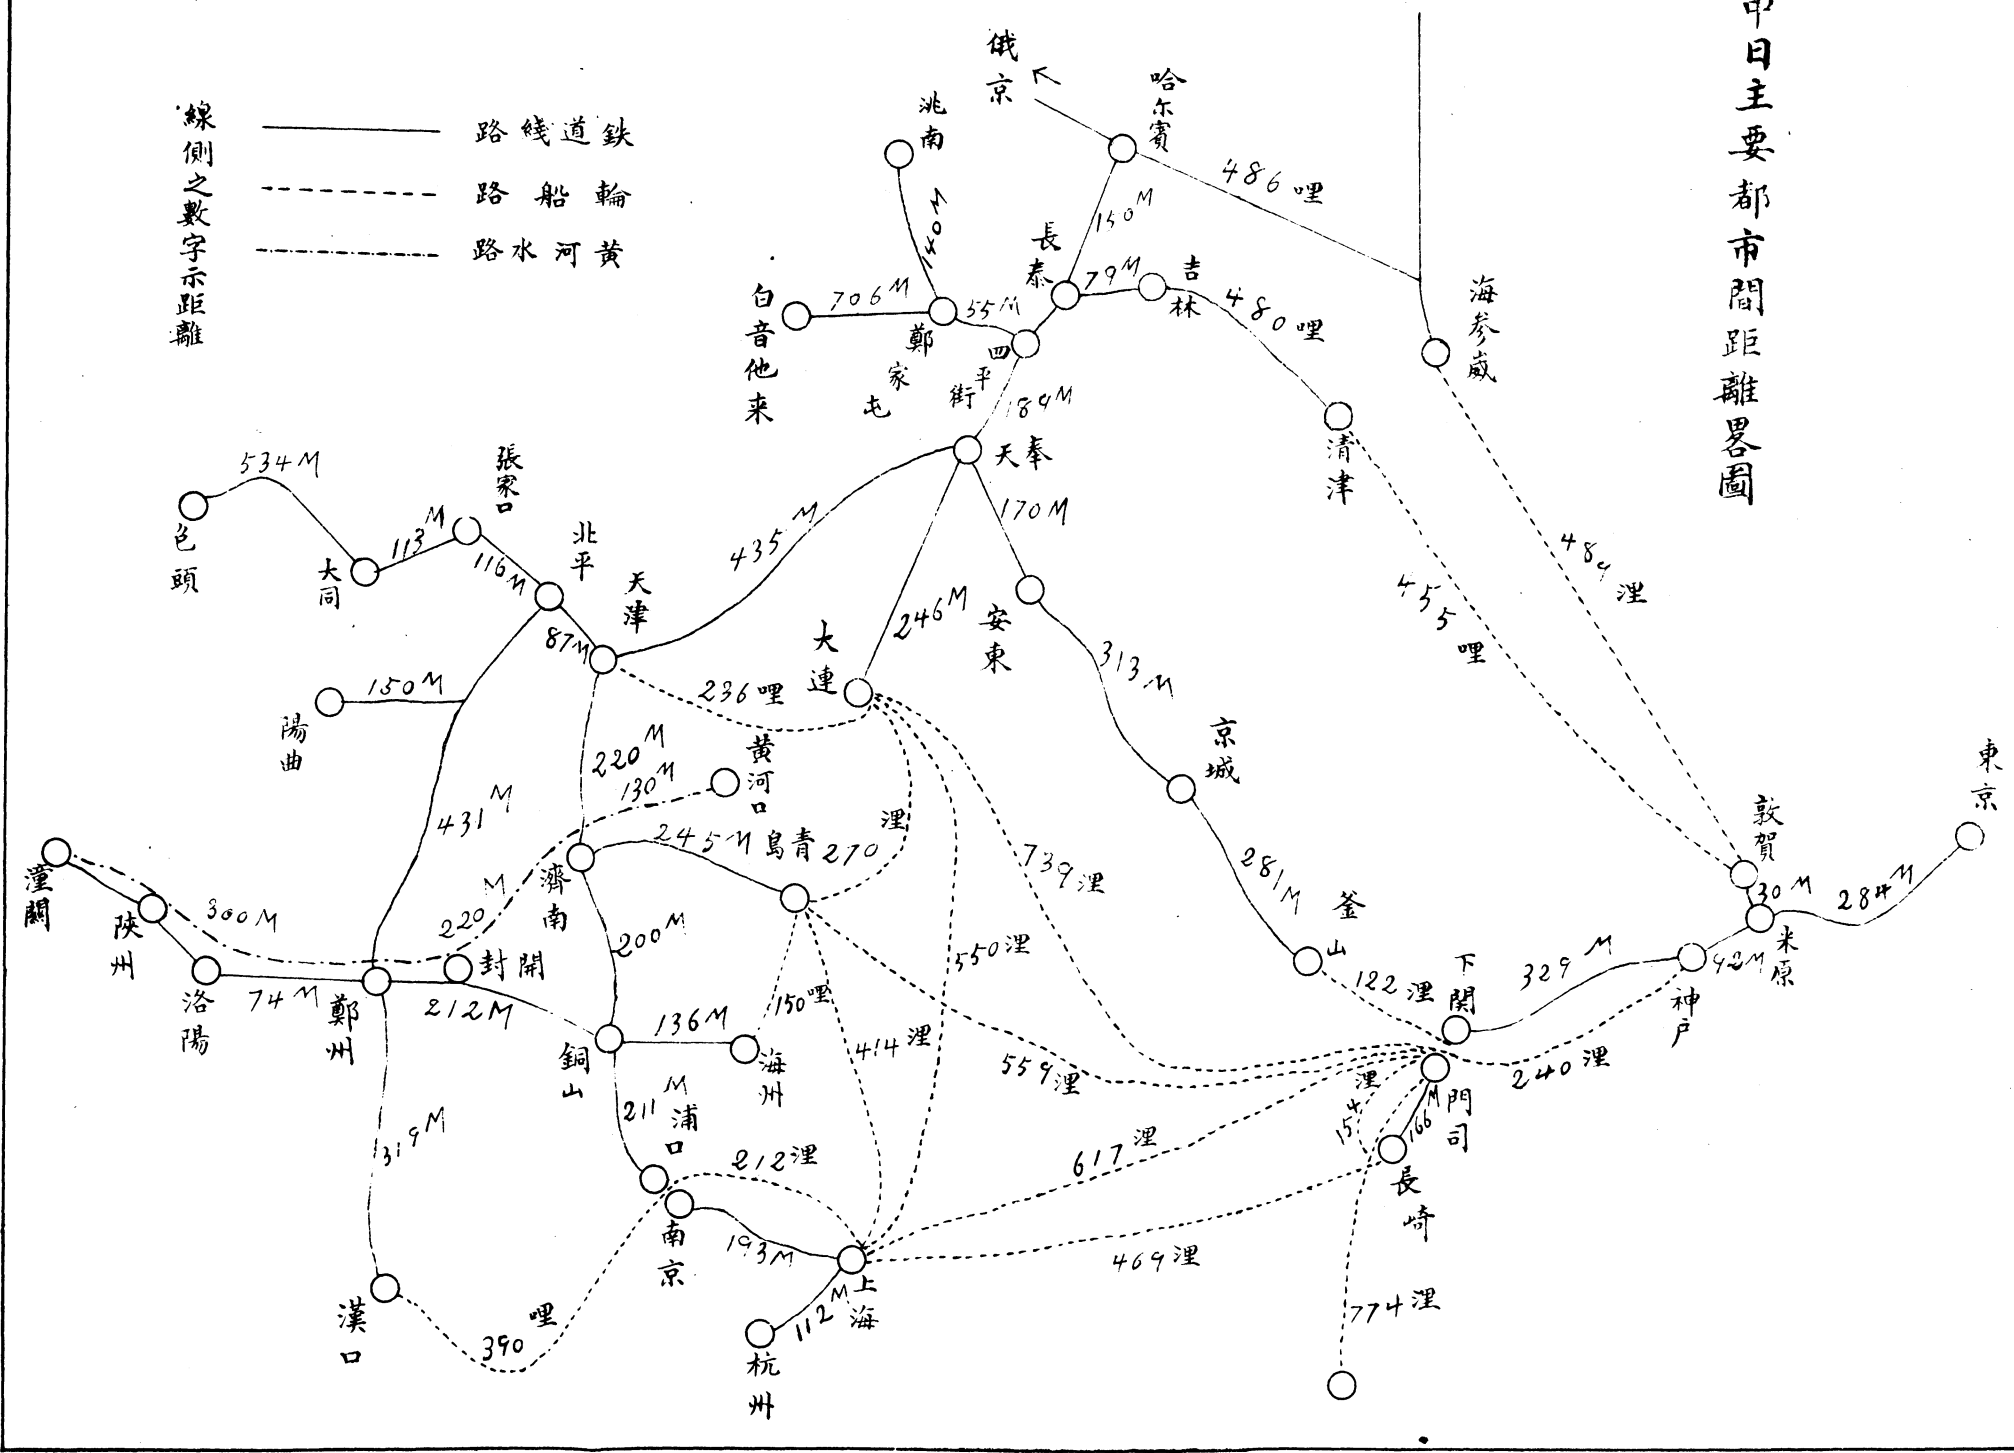 中日主要都市間距離畧圖
線側之數字示距離
路綫道鉄
路船輪
路水河黄
俄京
哈尔賓
洮南
486哩
150M
140M
長泰
79M
吉林
480哩
白音他来
706M
55M
鄭家屯
四平街
189M
海参崴
天奉
清津
534M
色頭
113M
張家口
116M
大同
北平
87M
天津
435M
170M
246M
安東
大連
313M
455哩
489浬
150M
陽曲
236哩
京城
220M
130M
黄河口
431M
245M
島青
270浬
739浬
281M
敦賀
東京
30M
284M
米原
潼關
陝州
300M
220M
濟南
200M
550浬
釜山
122浬
下関
329M
92M
神戸
洛陽
74M
鄭州
封開
212M
136M
150哩
海州
銅山
414浬
559浬
240浬
211M
浦口
212浬
617浬
154浬
166M
門司
長崎
319M
南京
193M
469浬
漢口
390哩
上海
112M
杭州
774浬